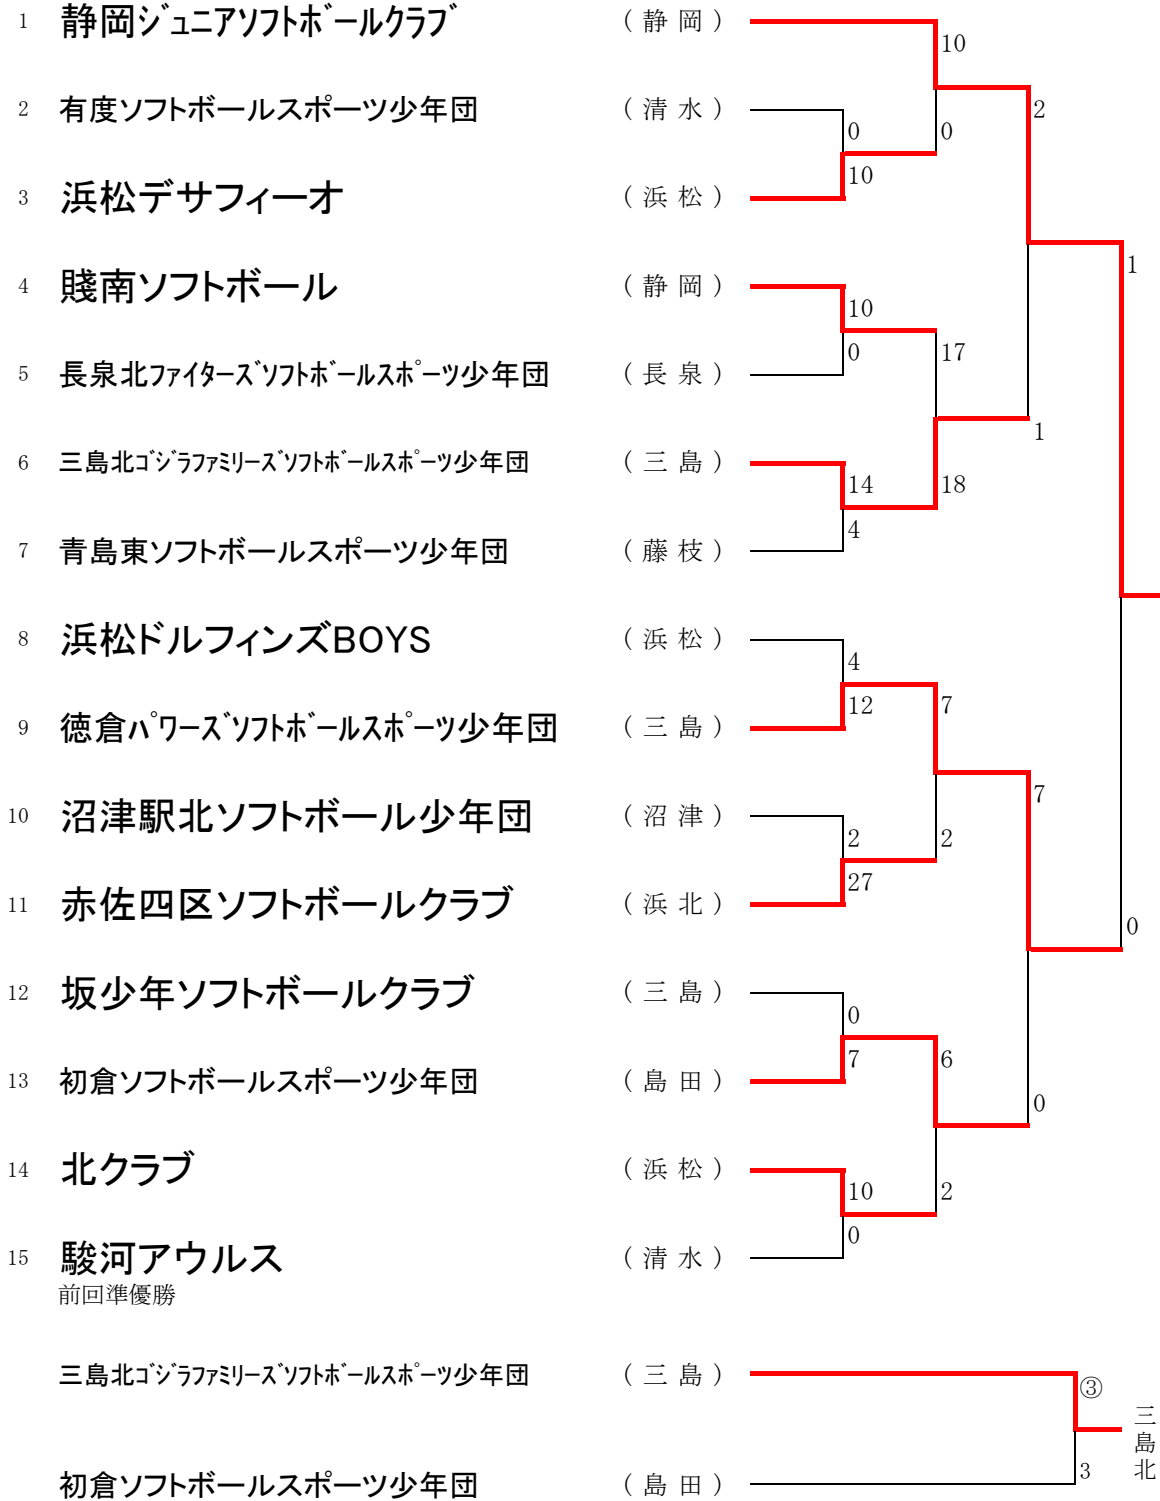 1 静岡ｼﾞｭﾆｱｿﾌﾄﾎﾞｰﾙｸﾗﾌﾞ （静岡）
10
2 有度ソフトボールスポーツ少年団 （清水）
2
0
0
10
3 浜松デサフィーオ （浜松）
1
4 賤南ソフトボール （静岡）
10
0
17
5 長泉北ﾌｧｲﾀｰｽﾞｿﾌﾄﾎﾞｰﾙｽﾎﾟｰﾂ少年団 （長泉）
1
6 三島北ｺﾞｼﾞﾗﾌｧﾐﾘｰｽﾞｿﾌﾄﾎﾞｰﾙｽﾎﾟｰﾂ少年団 （三島）
14
18
4
7 青島東ソフトボールスポーツ少年団 （藤枝）
8 浜松ドルフィンズBOYS （浜松）
4
12
7
9 徳倉ﾊﾟﾜｰｽﾞｿﾌﾄﾎﾞｰﾙｽﾎﾟｰﾂ少年団 （三島）
7
10 沼津駅北ソフトボール少年団 （沼津）
2
2
27
11 赤佐四区ソフトボールクラブ （浜北）
0
12 坂少年ソフトボールクラブ （三島）
0
7
6
13 初倉ソフトボールスポーツ少年団 （島田）
0
14 北クラブ （浜松）
10
2
0
15 駿河アウルス （清水）
前回準優勝
三島北ｺﾞｼﾞﾗﾌｧﾐﾘｰｽﾞｿﾌﾄﾎﾞｰﾙｽﾎﾟｰﾂ少年団 （三島）
③
三島北
3
初倉ソフトボールスポーツ少年団 （島田）